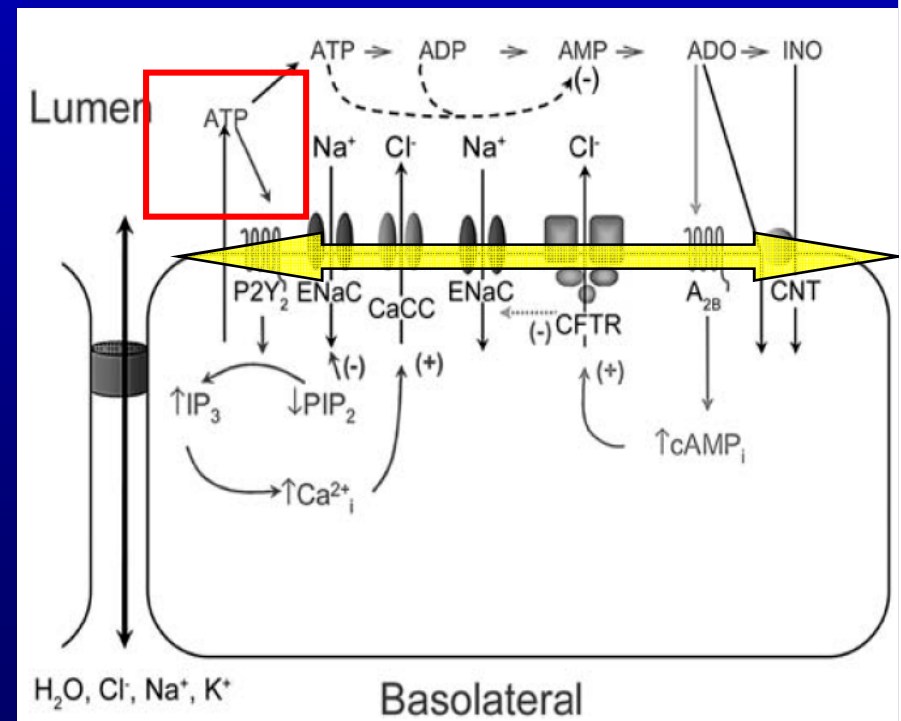 ATP → ADP → AMP → ADO → INO
(-)
Lumen
ATP
Na⁺ Cl⁻ Na⁺ Cl⁻
P2Y₂ ENaC CaCC ENaC CFTR A₂B CNT
(-) (+) (-) (+)
↑IP₃ ↓PIP₂
↑cAMPᵢ
↑Ca²⁺ᵢ
H₂O, Cl⁻, Na⁺, K⁺
Basolateral